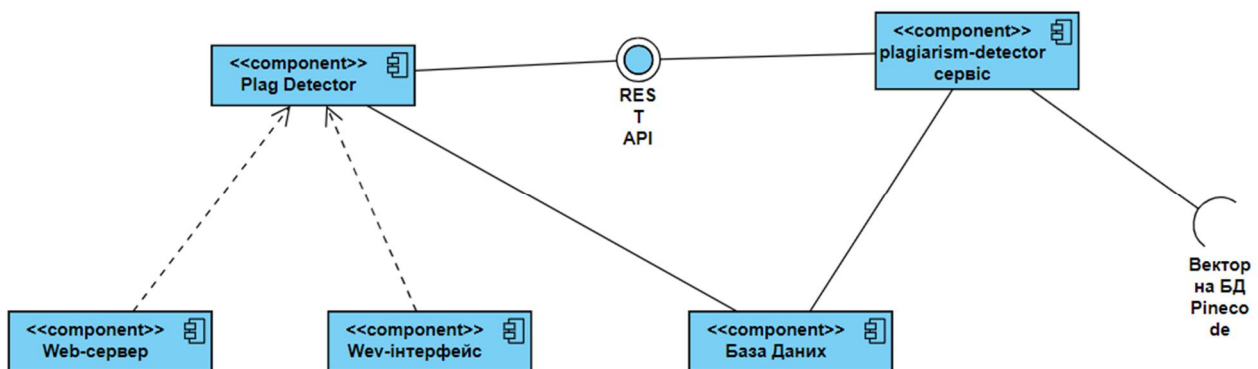 <<component>>
Plag Detector
RES
T
API
<<component>>
plagiarism-detector
сервіс
<<component>>
Web-сервер
<<component>>
Wev-інтерфейс
<<component>>
База Даних
Вектор
на БД
Pineco
de